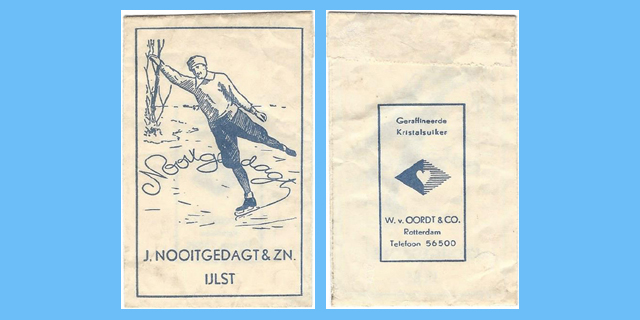 Nooitgedagt
J. NOOITGEDAGT & ZN.
IJLST
Geraffineerde
Kristalsuiker
W. v. OORDT & CO.
Rotterdam
Telefoon 56500